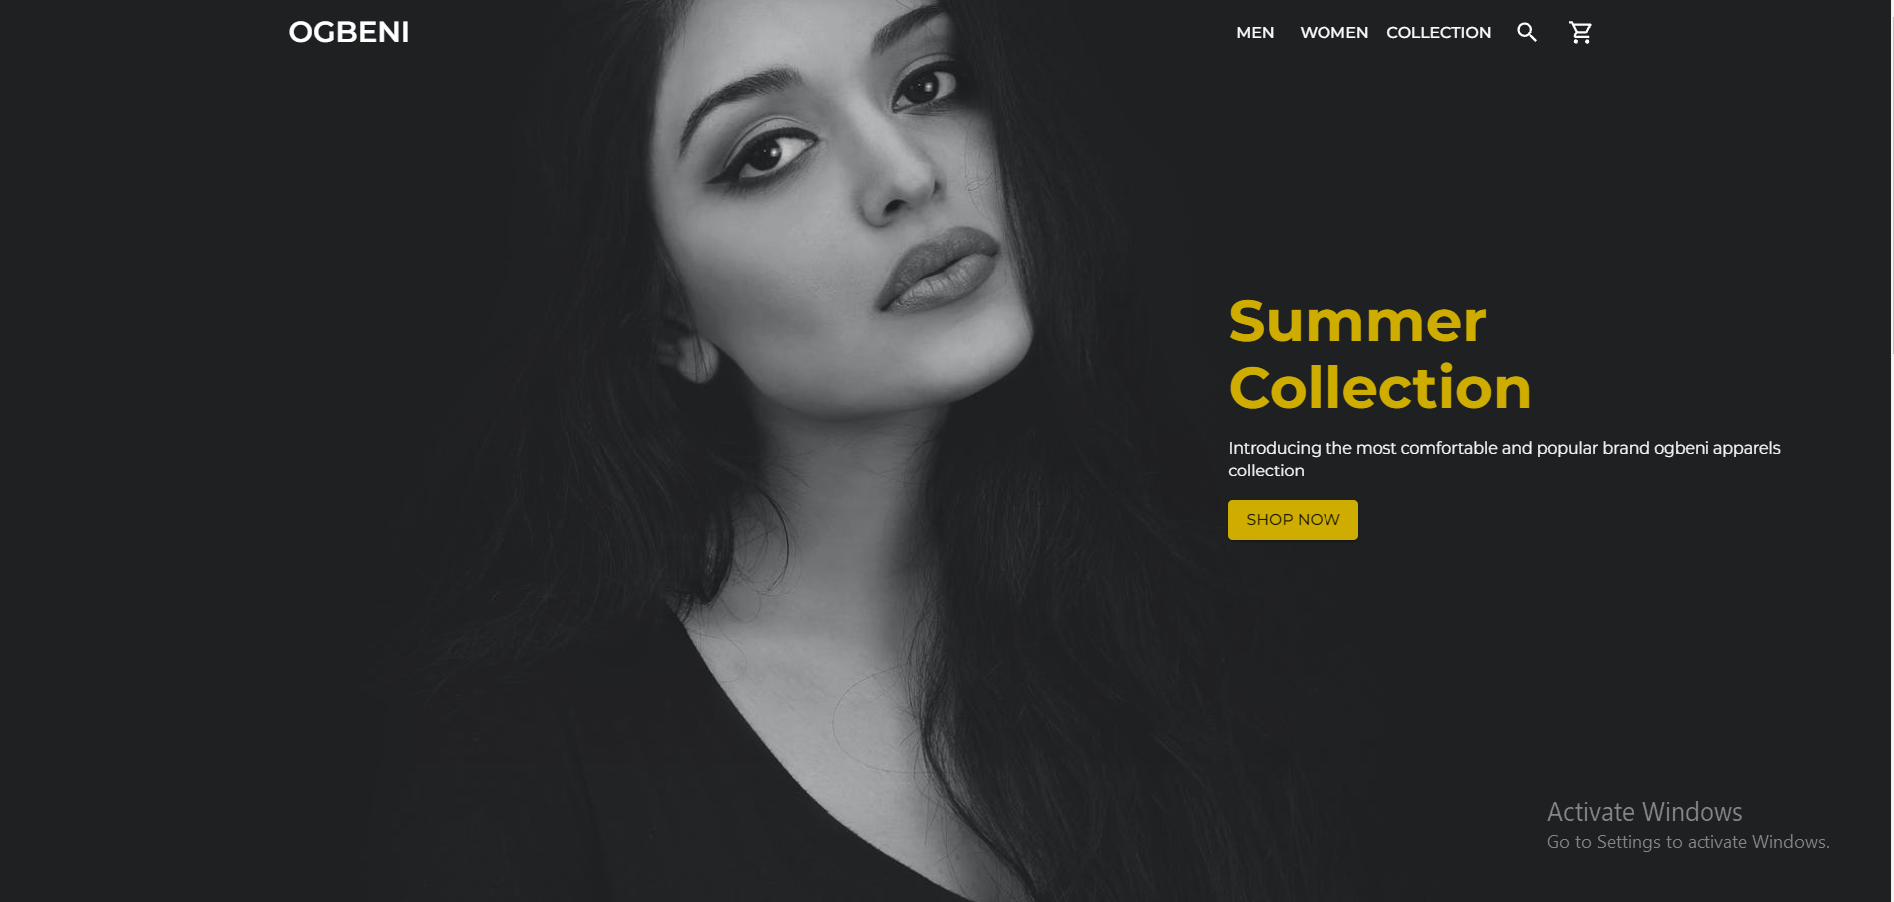 OGBENI
MEN WOMEN COLLECTION
Summer
Collection
Introducing the most comfortable and popular brand ogbeni apparels
collection
SHOP NOW
Activate Windows
Go to Settings to activate Windows.